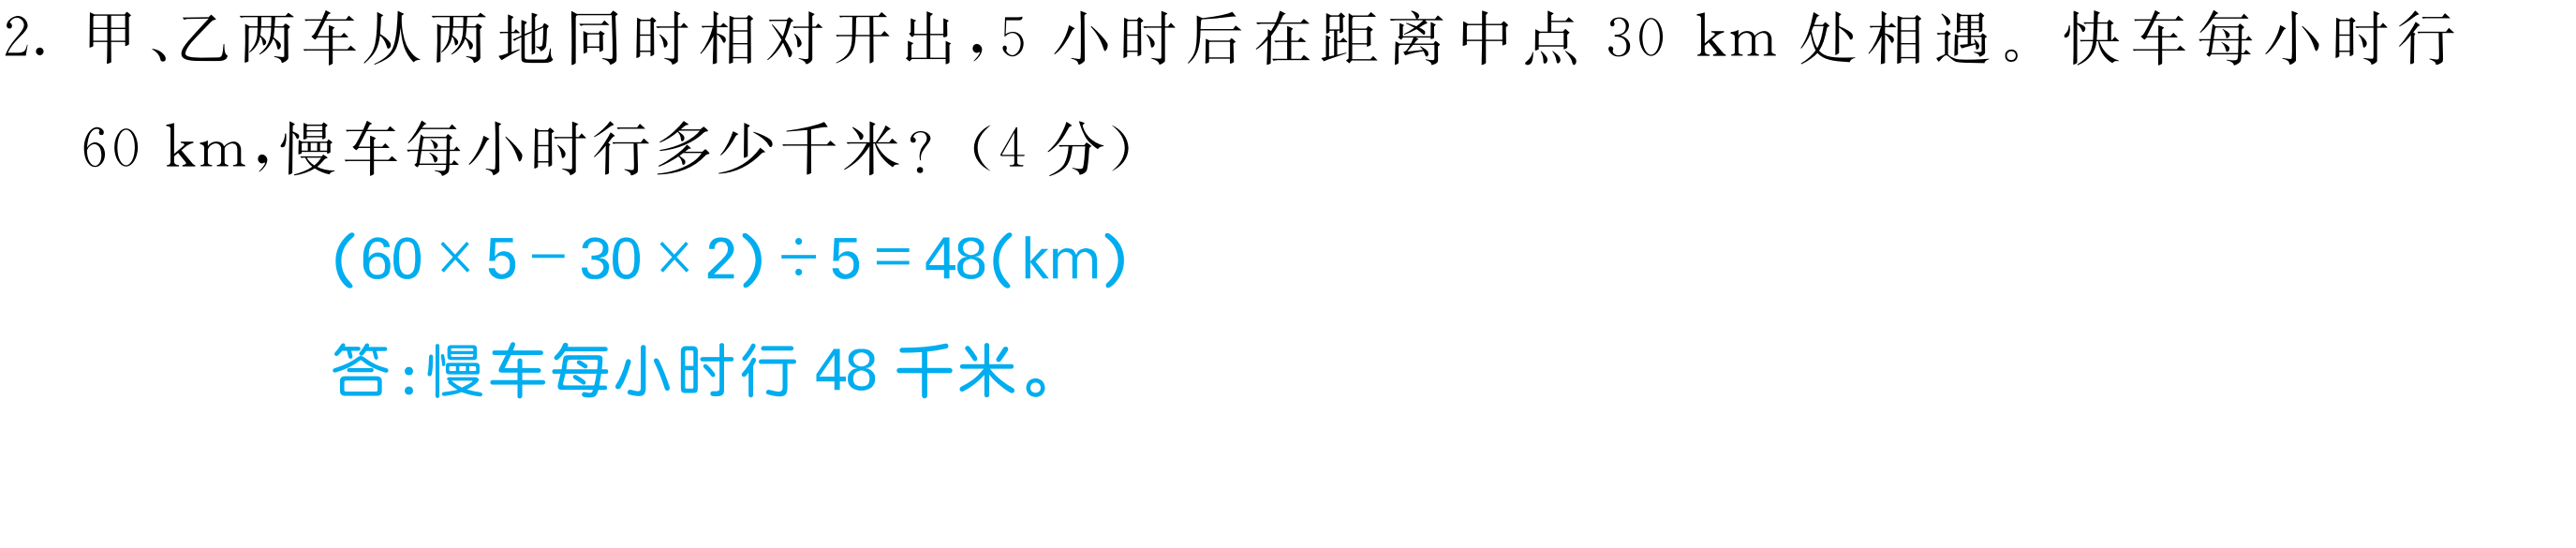 2. 甲、乙两车从两地同时相对开出,5 小时后在距离中点 30 km 处相遇。快车每小时行
60 km,慢车每小时行多少千米?(4 分)
(60×5-30×2)÷5=48(km)
答:慢车每小时行 48 千米。